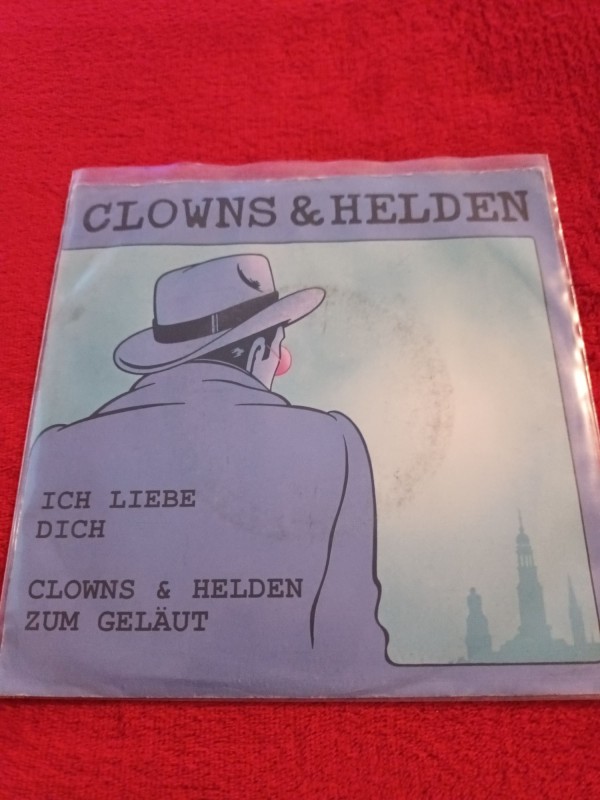 CLOWNS & HELDEN
ICH LIEBE
DICH
CLOWNS & HELDEN
ZUM GELÄUT